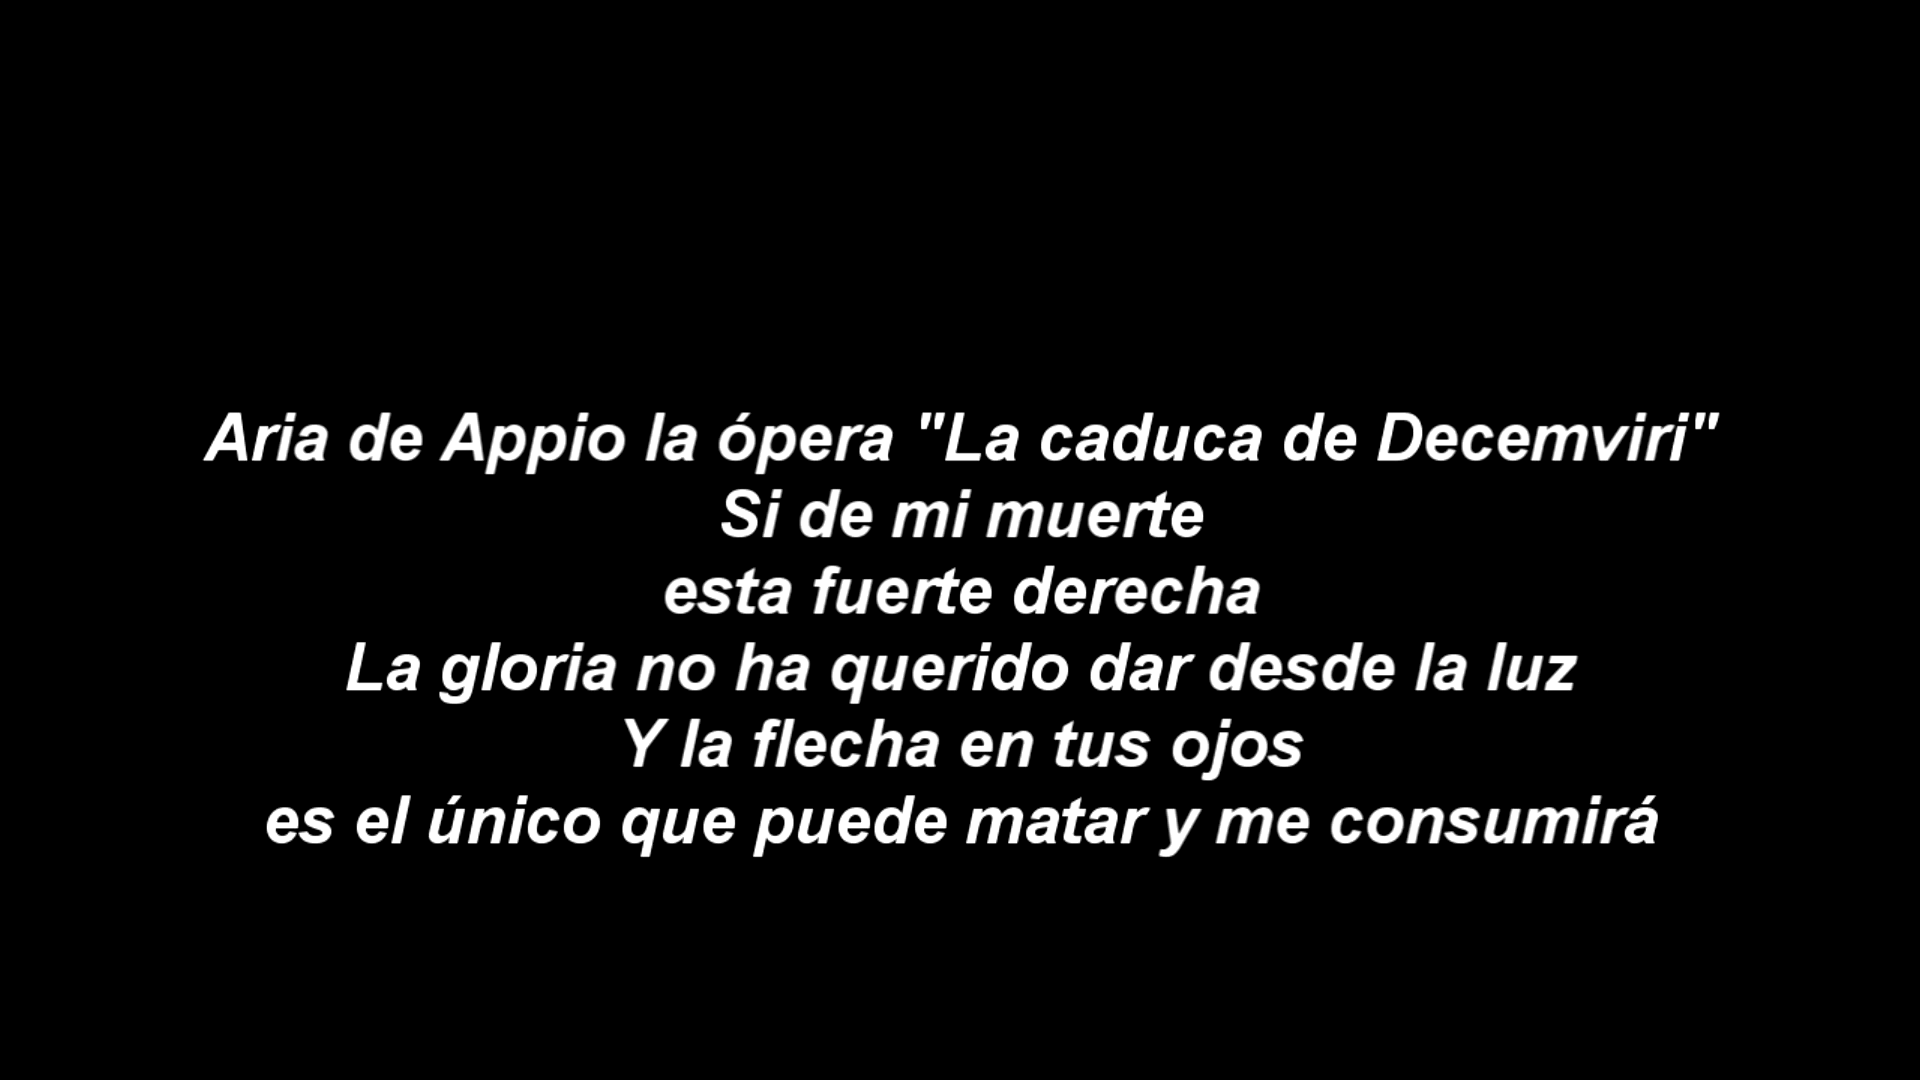 Aria de Appio la ópera "La caduca de Decemviri"
Si de mi muerte
esta fuerte derecha
La gloria no ha querido dar desde la luz
Y la flecha en tus ojos
es el único que puede matar y me consumirá